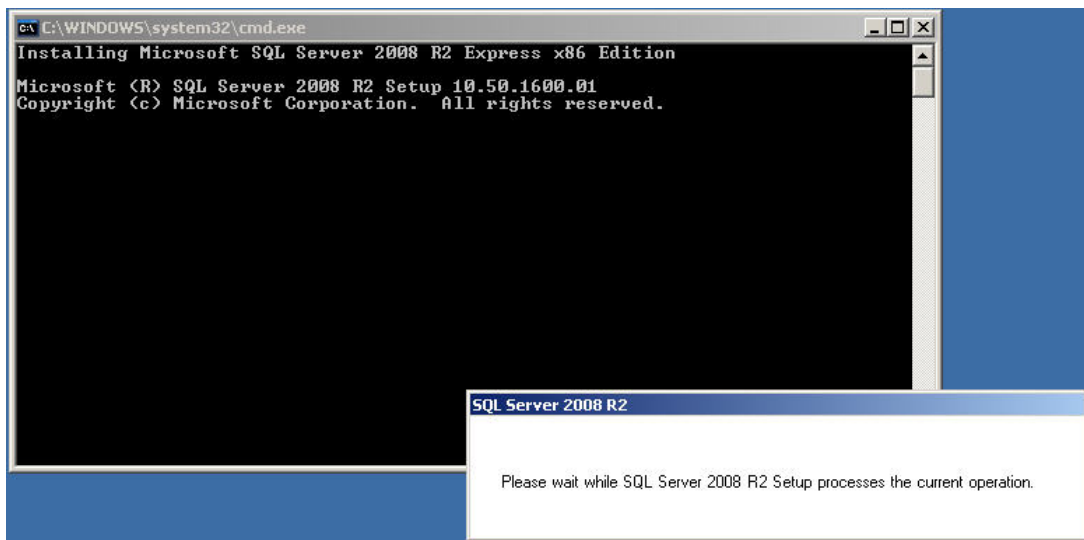 C:\WINDOWS\system32\cmd.exe
Installing Microsoft SQL Server 2008 R2 Express x86 Edition
Microsoft (R) SQL Server 2008 R2 Setup 10.50.1600.01
Copyright (c) Microsoft Corporation.  All rights reserved.
SQL Server 2008 R2
Please wait while SQL Server 2008 R2 Setup processes the current operation.